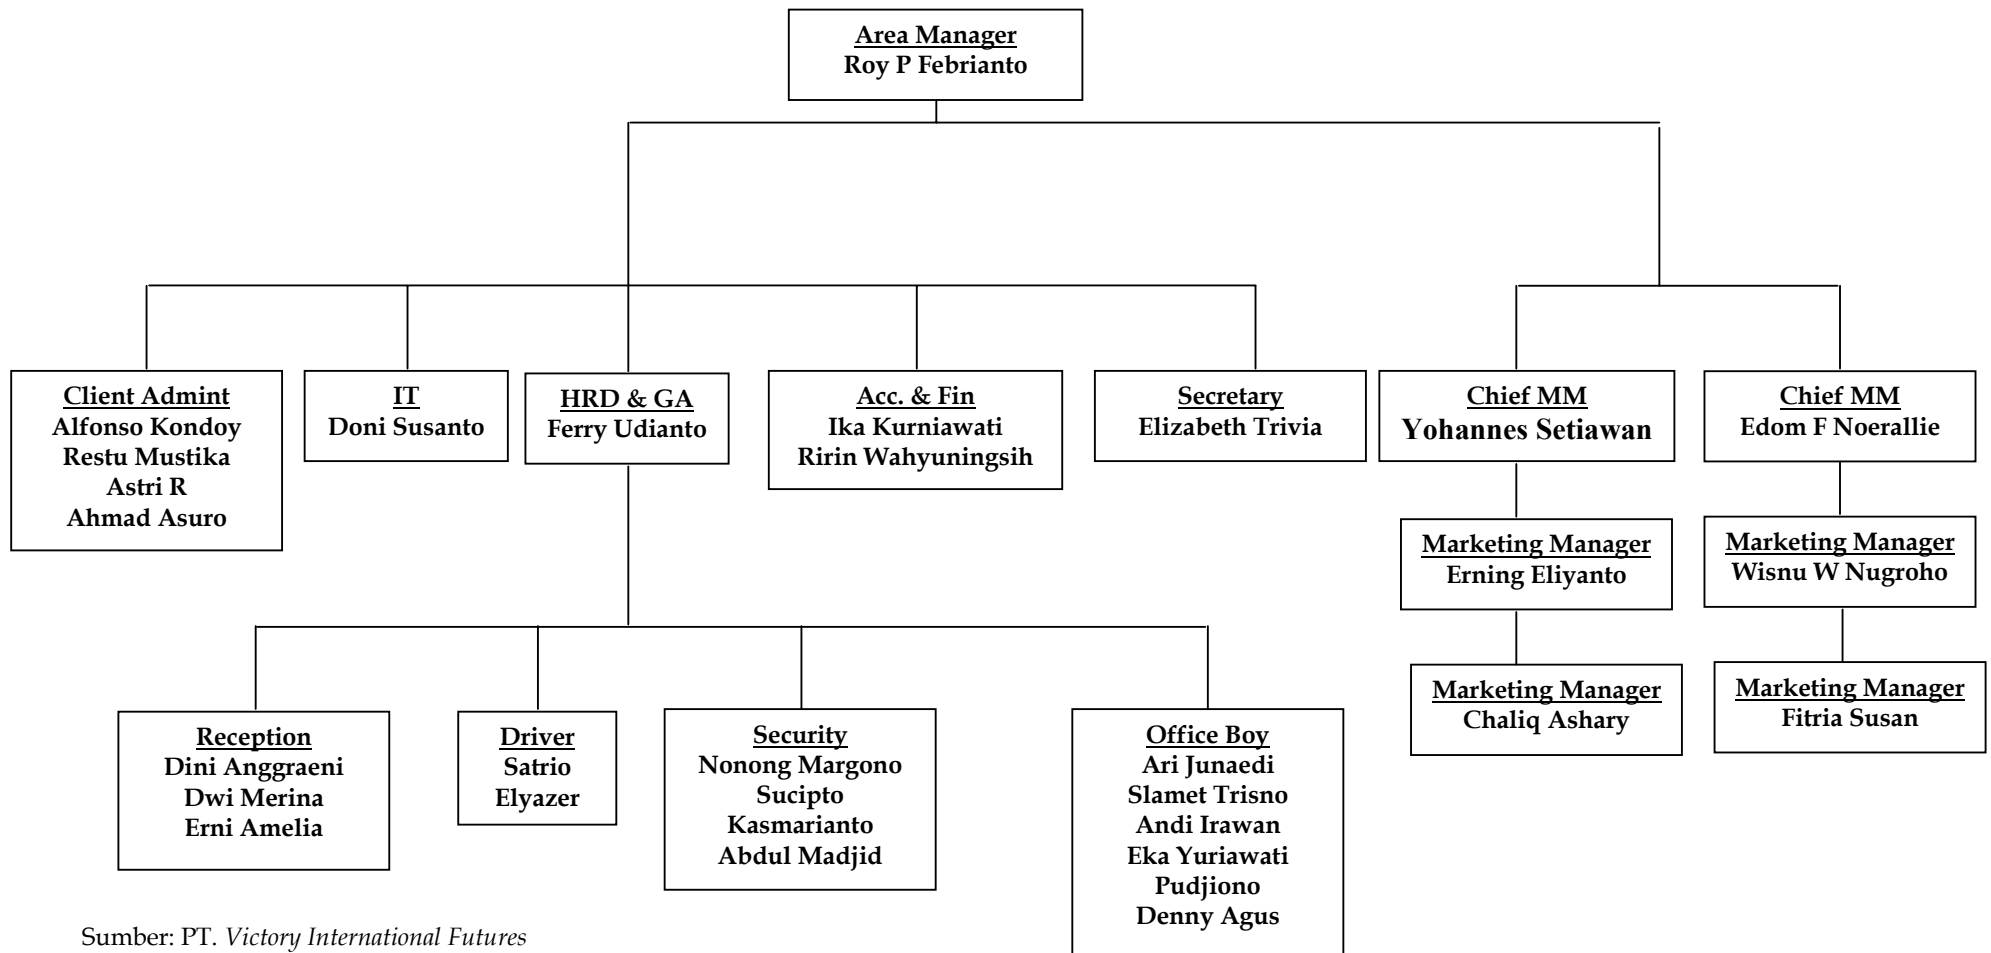 Area Manager
Roy P Febrianto
Client Admint
Alfonso Kondoy
Restu Mustika
Astri R
Ahmad Asuro
IT
Doni Susanto
HRD & GA
Ferry Udianto
Acc. & Fin
Ika Kurniawati
Ririn Wahyuningsih
Secretary
Elizabeth Trivia
Chief MM
Yohannes Setiawan
Chief MM
Edom F Noerallie
Marketing Manager
Erning Eliyanto
Marketing Manager
Wisnu W Nugroho
Marketing Manager
Chaliq Ashary
Marketing Manager
Fitria Susan
Reception
Dini Anggraeni
Dwi Merina
Erni Amelia
Driver
Satrio
Elyazer
Security
Nonong Margono
Sucipto
Kasmarianto
Abdul Madjid
Office Boy
Ari Junaedi
Slamet Trisno
Andi Irawan
Eka Yuriawati
Pudjiono
Denny Agus
Sumber: PT. Victory International Futures